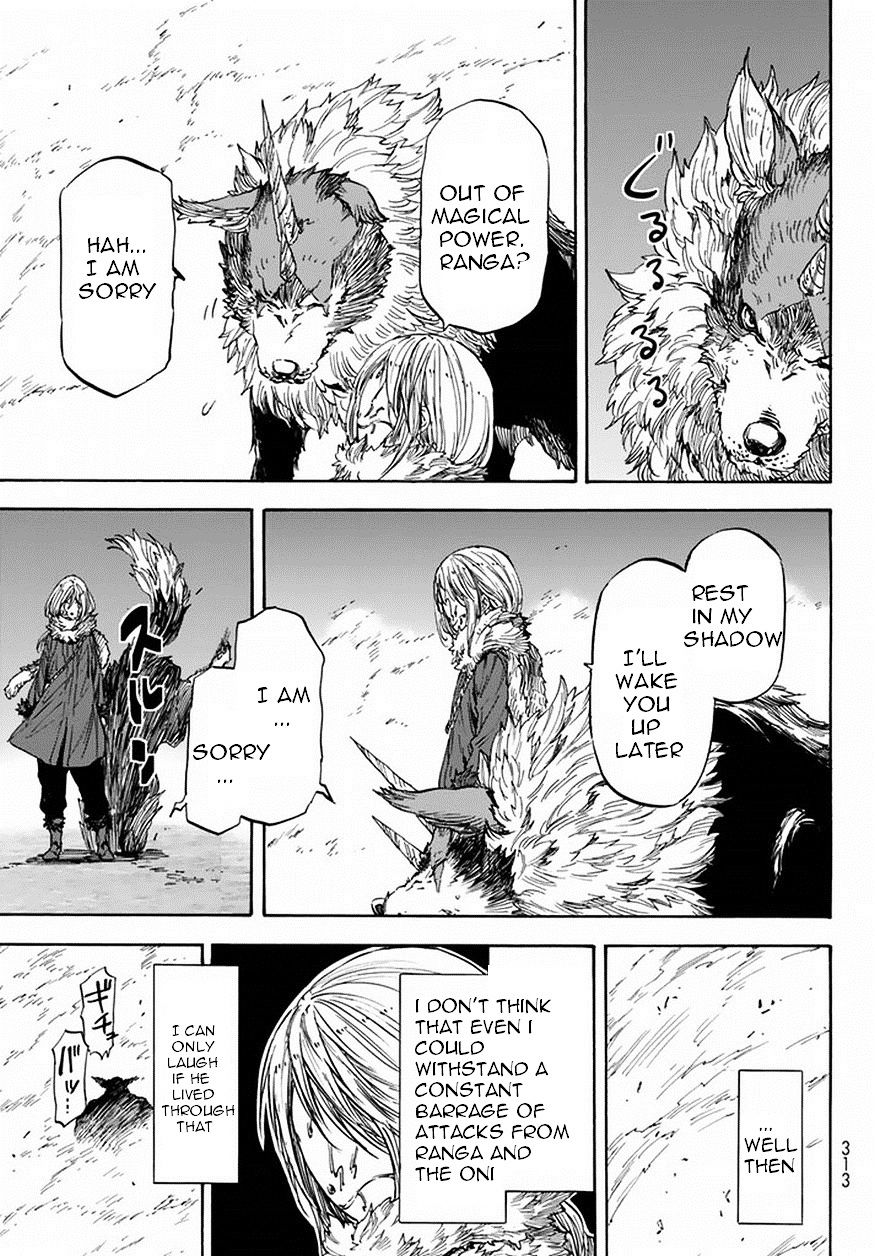 ぐるるるる
OUT OF
MAGICAL
POWER,
RANGA?
HAH...
I AM
SORRY
REST
IN MY
SHADOW
I'LL
WAKE
YOU
UP
LATER
I AM
...
SORRY
...
スルーン
...
WELL
THEN
I DON'T THINK
THAT EVEN I
COULD
WITHSTAND A
CONSTANT
BARRAGE OF
ATTACKS FROM
RANGA AND
THE ONI
I CAN
ONLY
LAUGH
IF HE
LIVED
THROUGH
THAT
ギチュ
バッ…
313